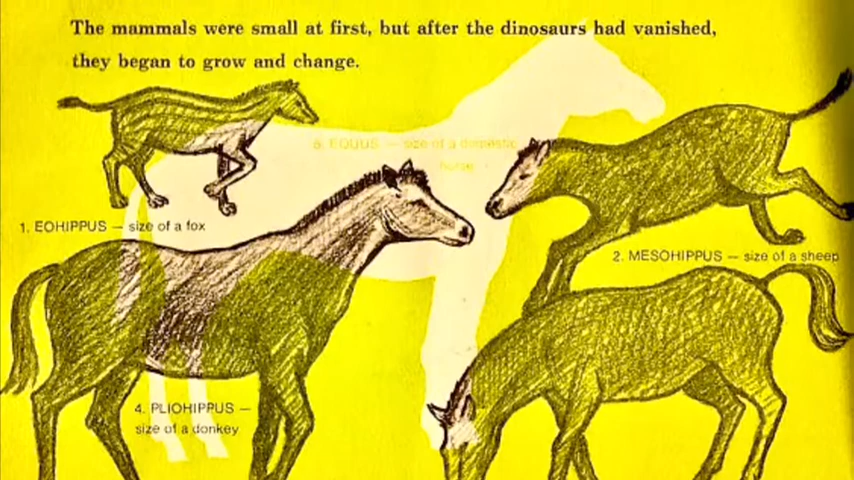 The mammals were small at first, but after the dinosaurs had vanished,
they began to grow and change.
5. EQUUS — size of a domestic
horse
1. EOHIPPUS — size of a fox
2. MESOHIPPUS — size of a sheep
4. PLIOHIPPUS —
size of a donkey